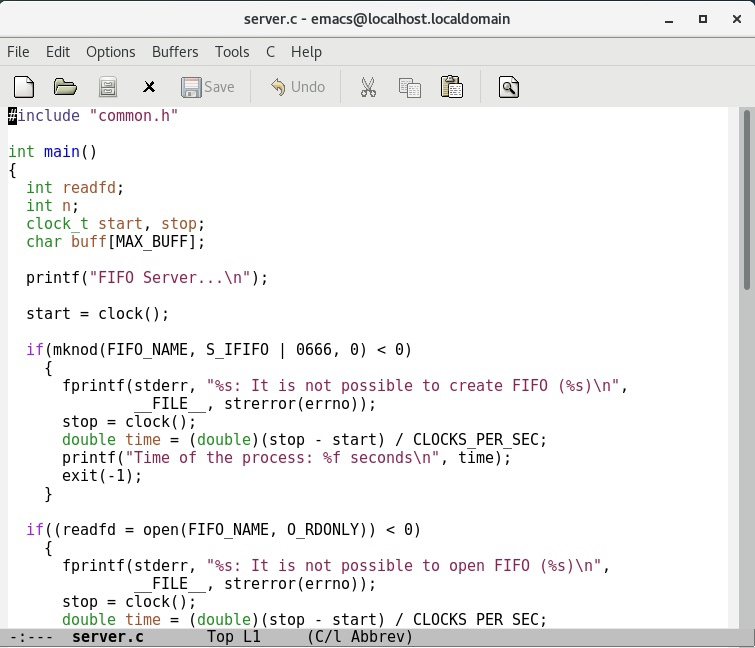 server.c - emacs@localhost.localdomain
File Edit Options Buffers Tools C Help
Save Undo
#include "common.h"

int main()
{
  int readfd;
  int n;
  clock_t start, stop;
  char buff[MAX_BUFF];

  printf("FIFO Server...\n");

  start = clock();

  if(mknod(FIFO_NAME, S_IFIFO | 0666, 0) < 0)
    {
      fprintf(stderr, "%s: It is not possible to create FIFO (%s)\n",
              __FILE__, strerror(errno));
      stop = clock();
      double time = (double)(stop - start) / CLOCKS_PER_SEC;
      printf("Time of the process: %f seconds\n", time);
      exit(-1);
    }

  if((readfd = open(FIFO_NAME, O_RDONLY)) < 0)
    {
      fprintf(stderr, "%s: It is not possible to open FIFO (%s)\n",
              __FILE__, strerror(errno));
      stop = clock();
      double time = (double)(stop - start) / CLOCKS_PER_SEC;
-:---  server.c       Top L1     (C/l Abbrev)